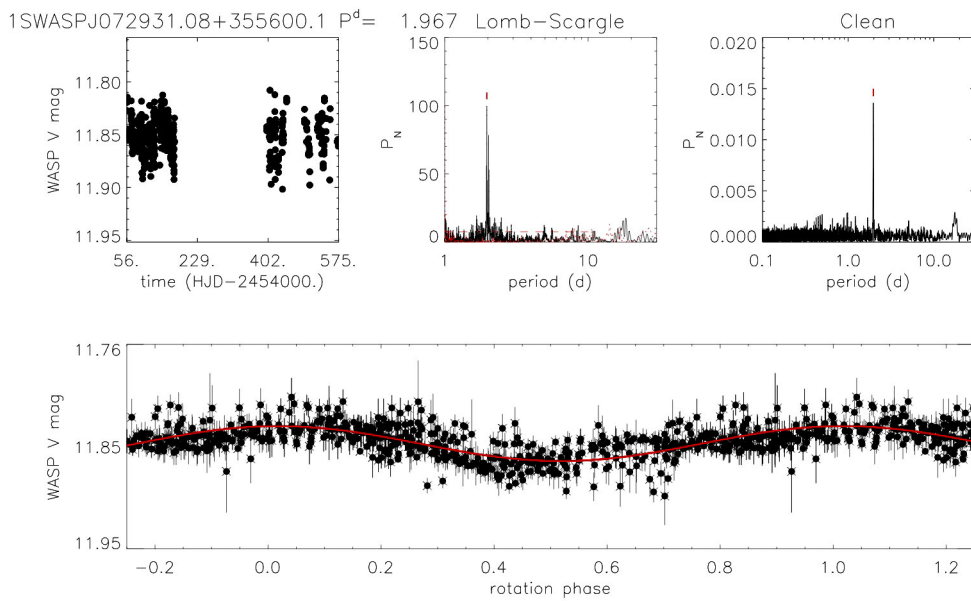 1SWASPJ072931.08+355600.1 Pᵈ= 1.967 Lomb−Scargle Clean
WASP V mag
11.80
11.85
11.90
11.95
56. 229. 402. 575.
time (HJD−2454000.)
P_N
150
100
50
0
1 10
period (d)
P_N
0.020
0.015
0.010
0.005
0.000
0.1 1.0 10.0
period (d)
WASP V mag
11.76
11.85
11.95
−0.2 0.0 0.2 0.4 0.6 0.8 1.0 1.2
rotation phase